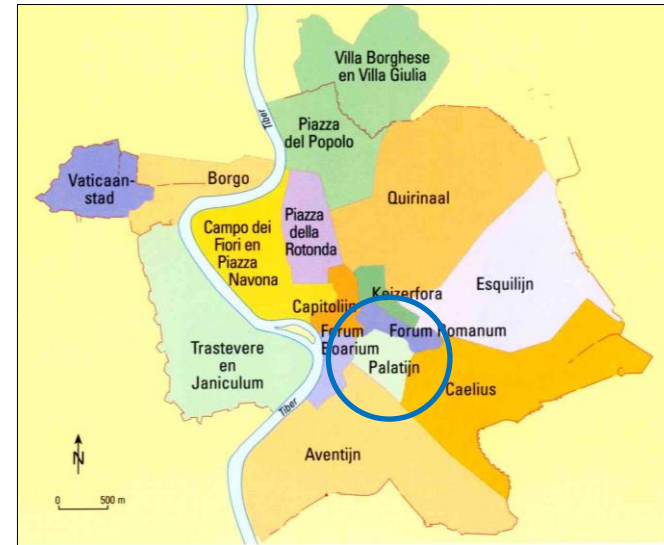 Villa Borghese
en Villa Giulia
Tiber
Piazza
del Popolo
Vaticaan-
stad
Borgo
Quirinaal
Piazza
della
Rotonda
Campo dei
Fiori en
Piazza
Navona
Keizerfora
Esquilijn
Capitolijn
Forum
Boarium
Forum Romanum
Trastevere
en
Janiculum
Palatijn
Caelius
Tiber
Aventijn
N
0 500 m